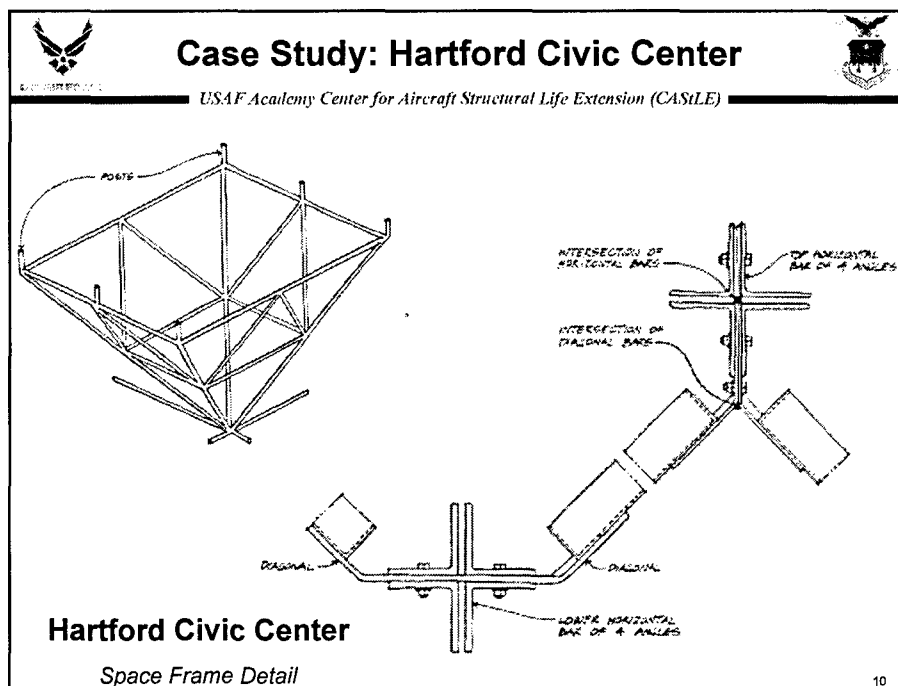 Case Study: Hartford Civic Center
USAF Academy Center for Aircraft Structural Life Extension (CAStLE)
POSTS
INTERSECTION OF
HORIZONTAL BARS
TOP HORIZONTAL
BAR OF 4 ANGLES
INTERSECTION OF
DIAGONAL BARS
DIAGONAL
DIAGONAL
LOWER HORIZONTAL
BAR OF 4 ANGLES
Hartford Civic Center
Space Frame Detail
10